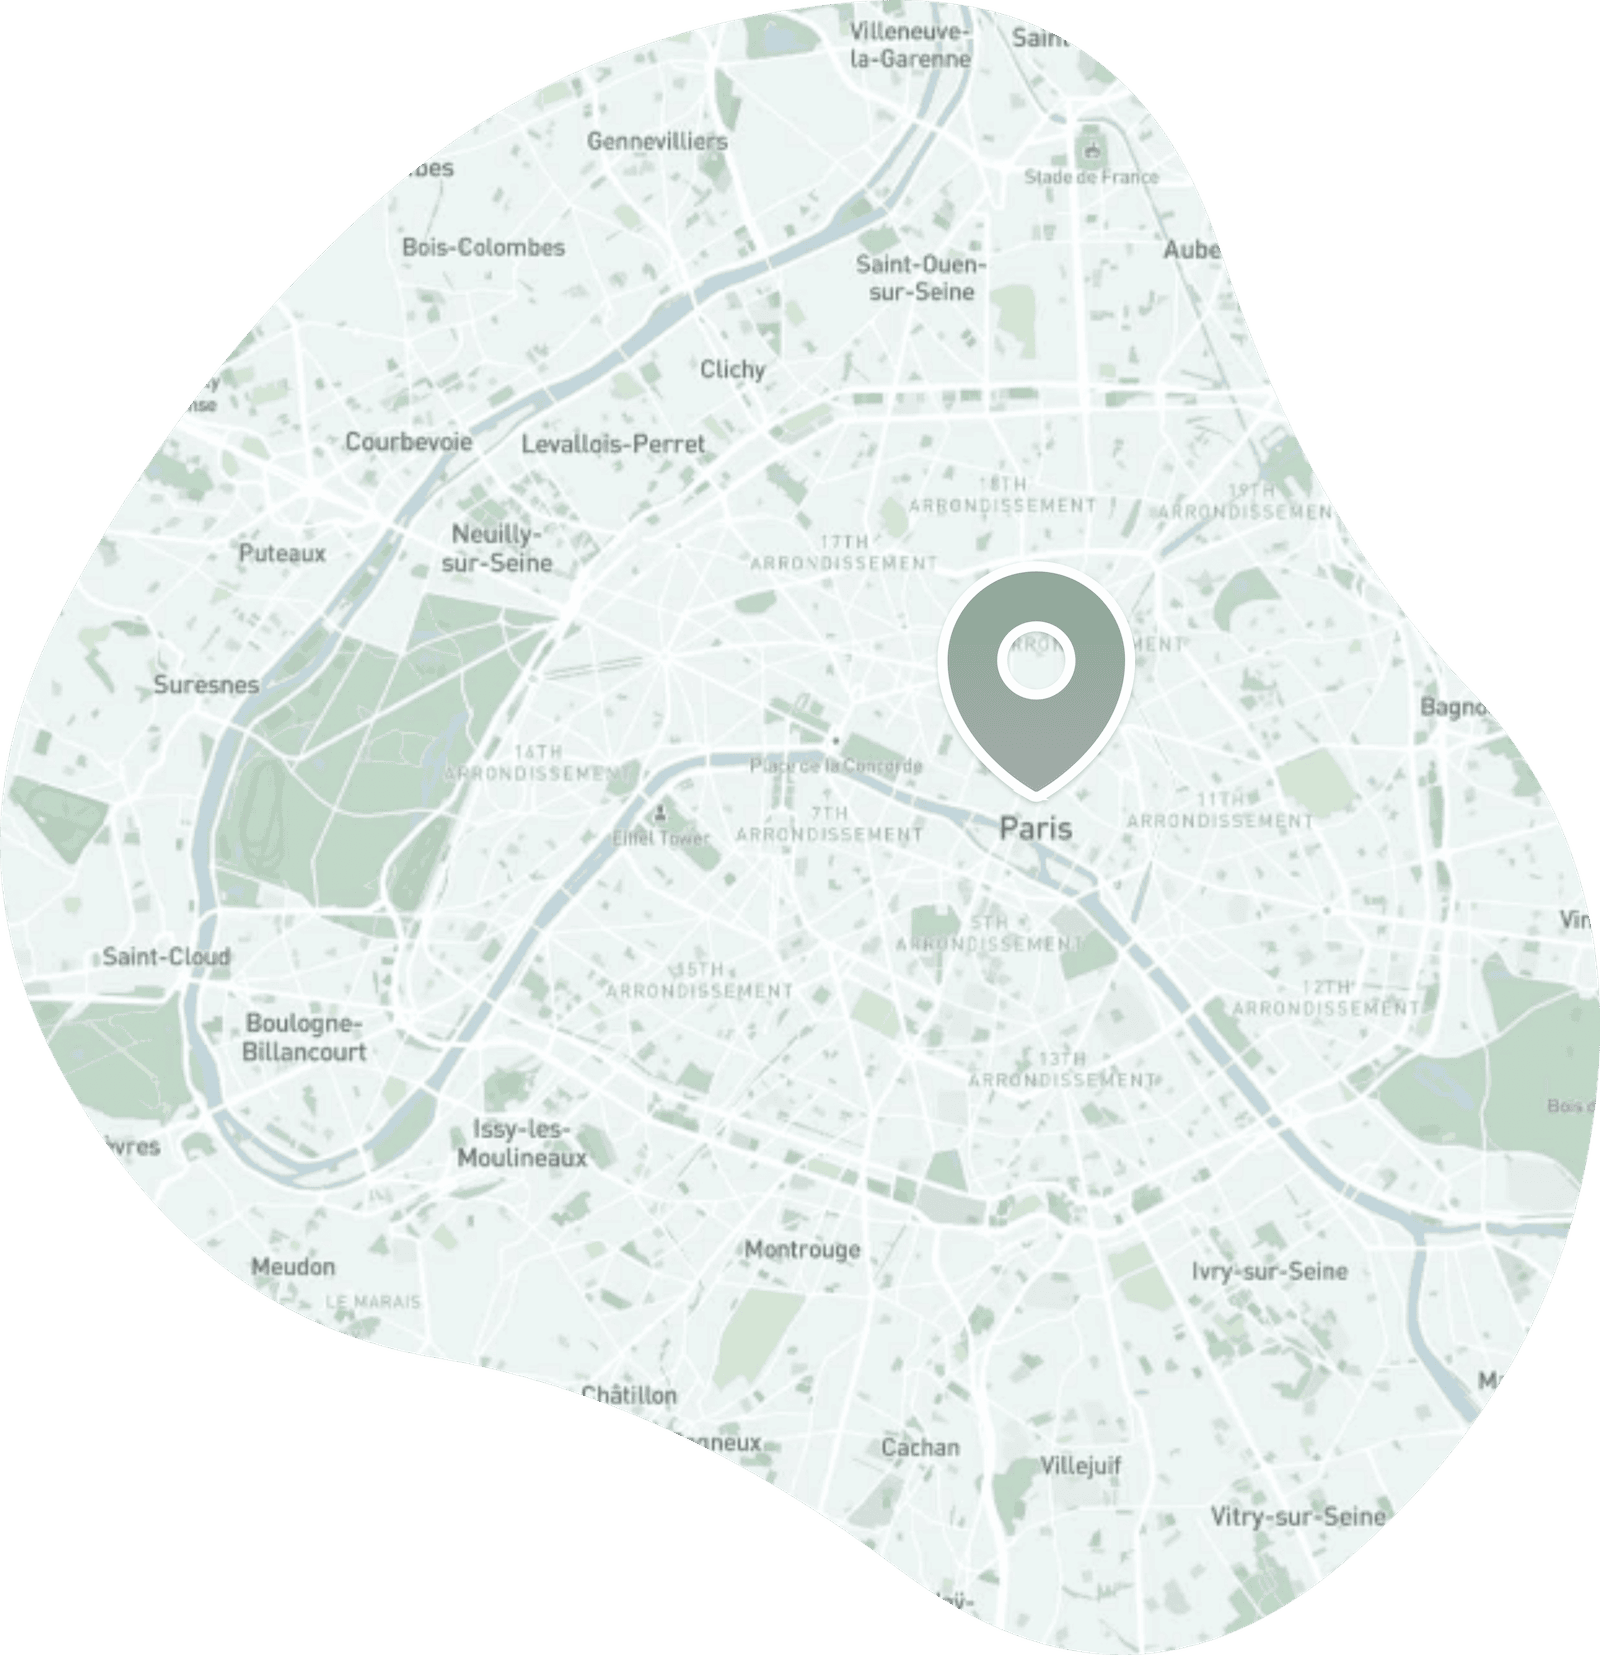 Villeneuve-
la-Garenne
Saint
Gennevilliers
Stade de France
Bois-Colombes
Aube
Saint-Ouen-
sur-Seine
Clichy
Courbevoie
Levallois-Perret
18TH
ARRONDISSEMENT
19TH
ARRONDISSEMEN
Neuilly-
sur-Seine
17TH
ARRONDISSEMENT
Puteaux
Suresnes
Bagno
16TH
ARRONDISSEMENT
Place de la Concorde
7TH
ARRONDISSEMENT
11TH
ARRONDISSEMENT
Eiffel Tower
Paris
Vin
5TH
ARRONDISSEMENT
Saint-Cloud
15TH
ARRONDISSEMENT
12TH
ARRONDISSEMENT
Boulogne-
Billancourt
13TH
ARRONDISSEMENT
Bois d
vres
Issy-les-
Moulineaux
Montrouge
Ivry-sur-Seine
Meudon
LE MARAIS
Châtillon
gneux
Cachan
Villejuif
Vitry-sur-Seine